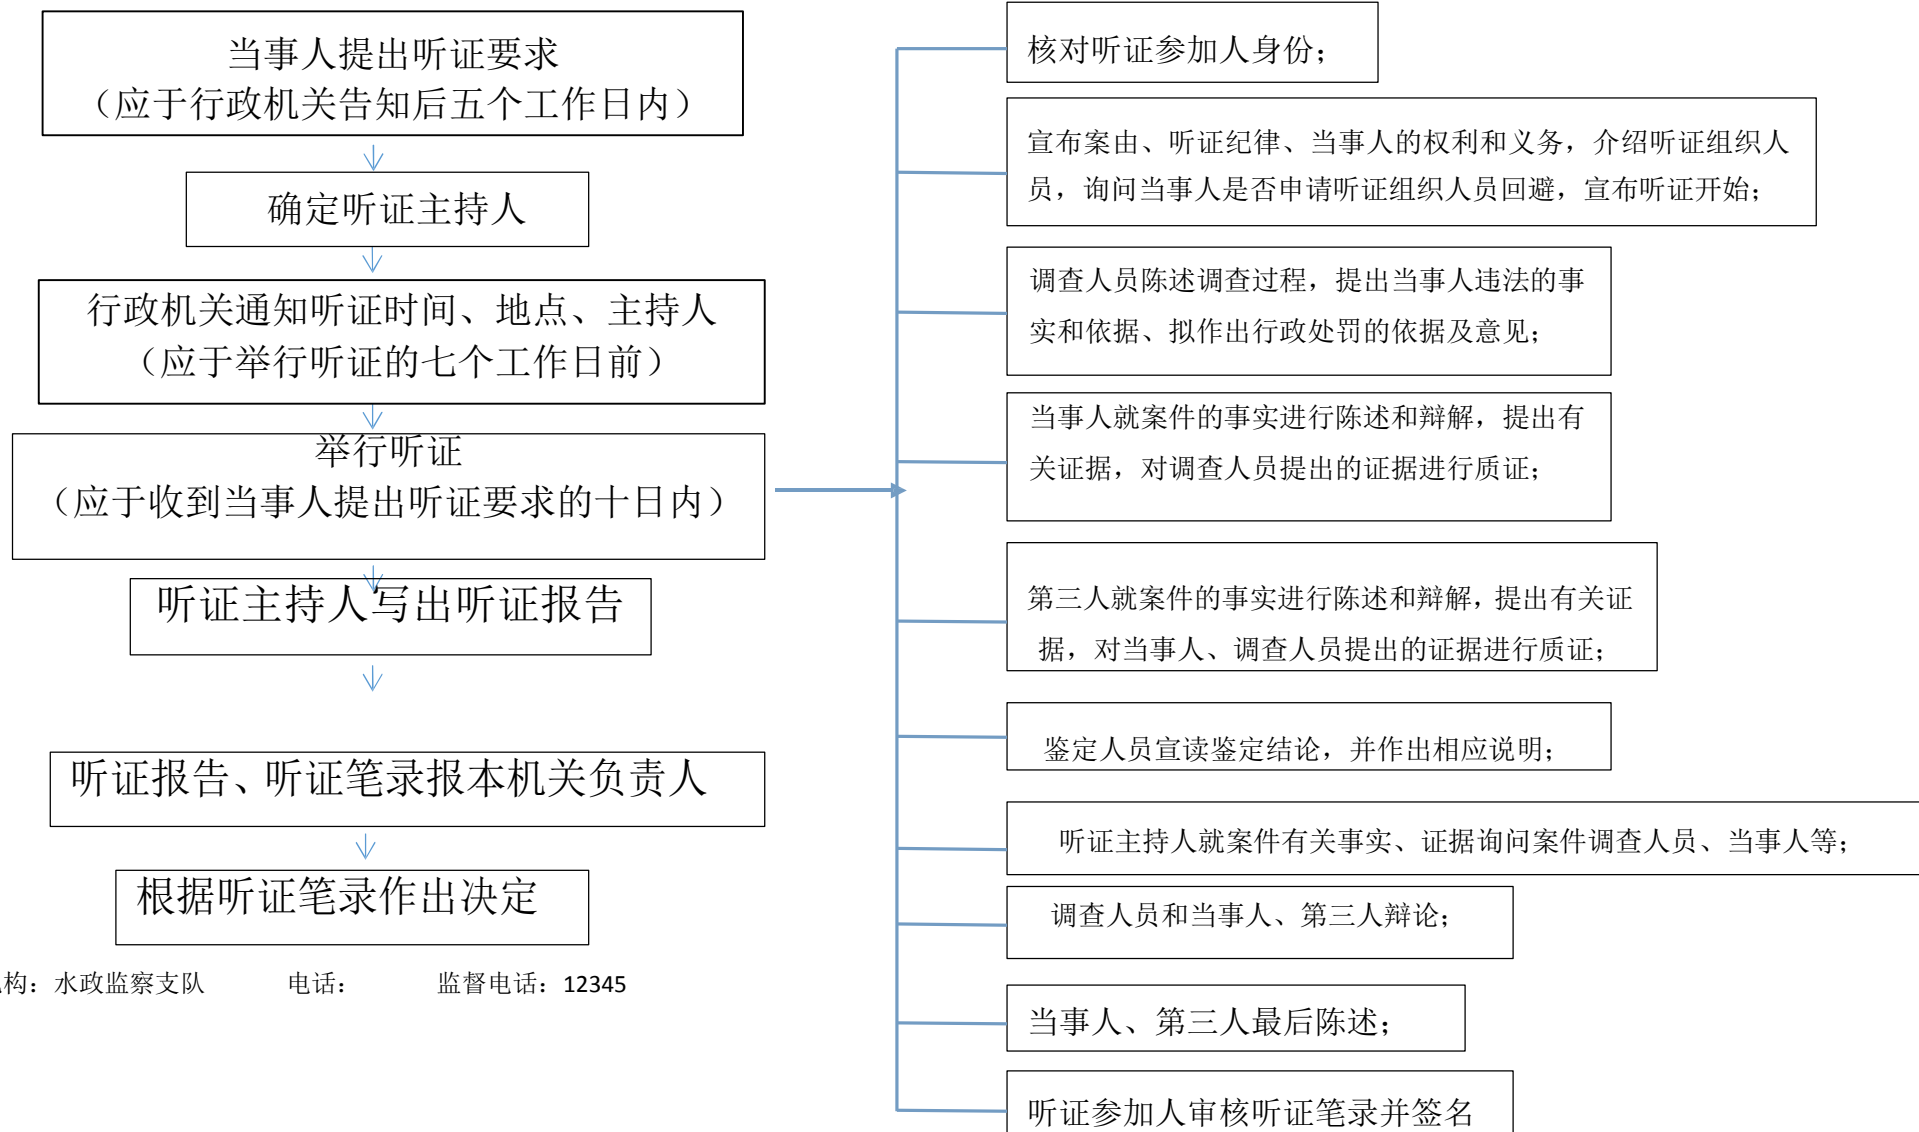 当事人提出听证要求
（应于行政机关告知后五个工作日内）
确定听证主持人
行政机关通知听证时间、地点、主持人
（应于举行听证的七个工作日前）
举行听证
（应于收到当事人提出听证要求的十日内）
听证主持人写出听证报告
听证报告、听证笔录报本机关负责人
根据听证笔录作出决定
构：水政监察支队 电话： 监督电话：12345
核对听证参加人身份；
宣布案由、听证纪律、当事人的权利和义务，介绍听证组织人
员，询问当事人是否申请听证组织人员回避，宣布听证开始；
调查人员陈述调查过程，提出当事人违法的事
实和依据、拟作出行政处罚的依据及意见；
当事人就案件的事实进行陈述和辩解，提出有
关证据，对调查人员提出的证据进行质证；
第三人就案件的事实进行陈述和辩解，提出有关证
据，对当事人、调查人员提出的证据进行质证；
鉴定人员宣读鉴定结论，并作出相应说明；
听证主持人就案件有关事实、证据询问案件调查人员、当事人等；
调查人员和当事人、第三人辩论；
当事人、第三人最后陈述；
听证参加人审核听证笔录并签名